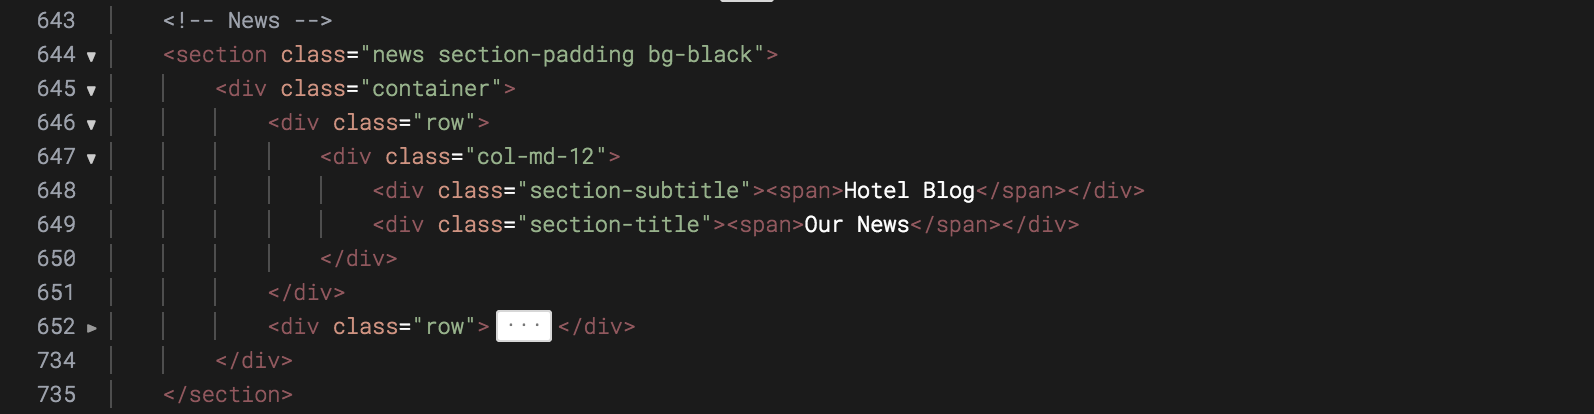 643 <!-- News -->
644 ▼ <section class="news section-padding bg-black">
645 ▼ <div class="container">
646 ▼ <div class="row">
647 ▼ <div class="col-md-12">
648 <div class="section-subtitle"><span>Hotel Blog</span></div>
649 <div class="section-title"><span>Our News</span></div>
650 </div>
651 </div>
652 ▶ <div class="row"> ··· </div>
734 </div>
735 </section>